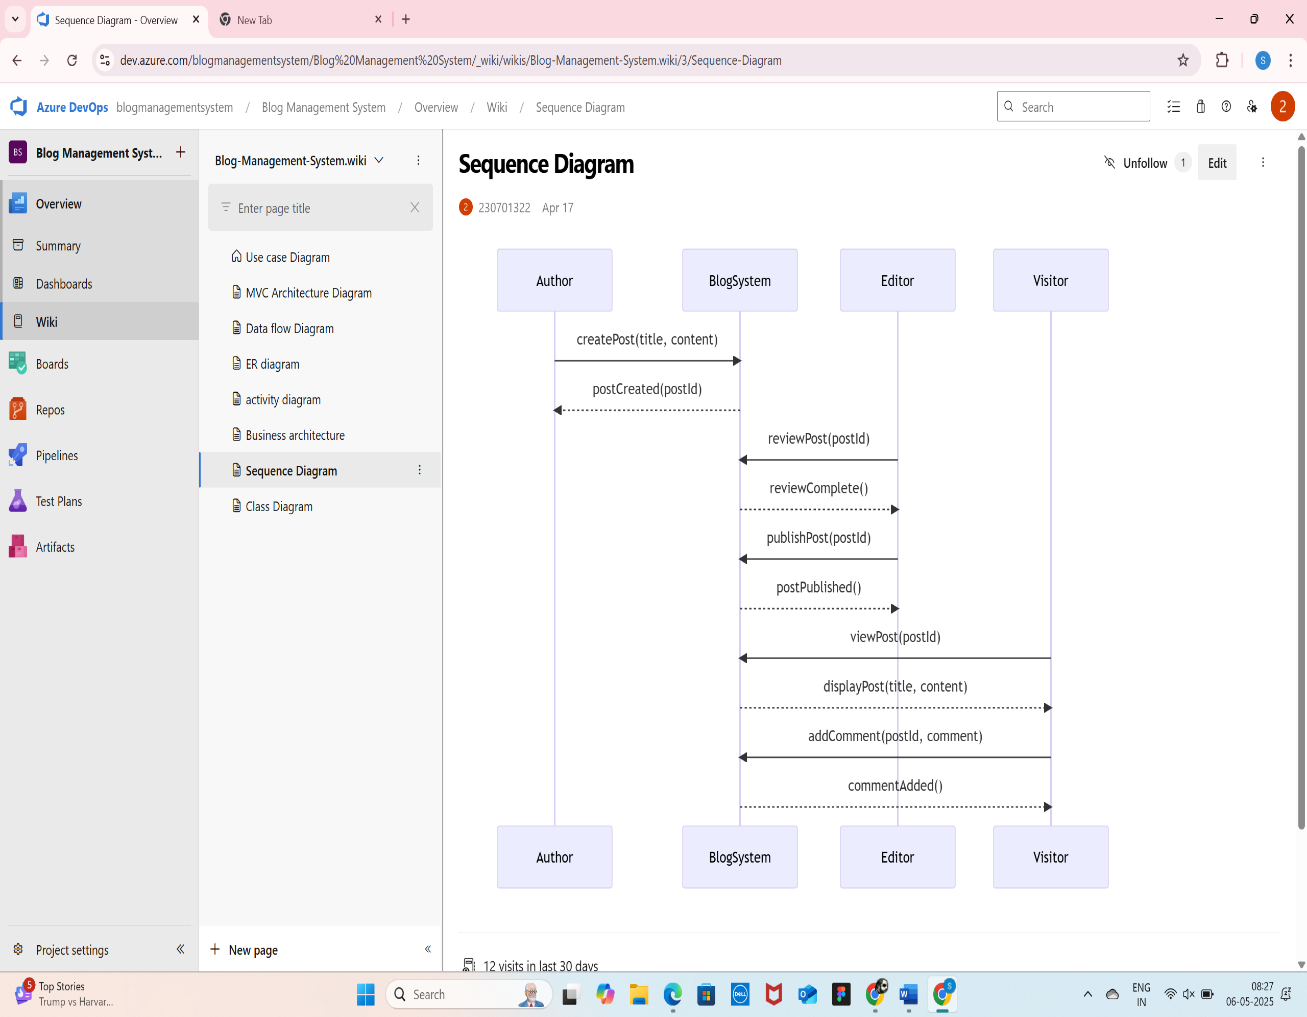 Sequence Diagram - Overview
New Tab
dev.azure.com/blogmanagementsystem/Blog%20Management%20System/_wiki/wikis/Blog-Management-System.wiki/3/Sequence-Diagram
S
Azure DevOps blogmanagementsystem / Blog Management System / Overview / Wiki / Sequence Diagram
Search
2
BS Blog Management Syst...
Overview
Summary
Dashboards
Wiki
Boards
Repos
Pipelines
Test Plans
Artifacts
Project settings
Blog-Management-System.wiki
Enter page title
Use case Diagram
MVC Architecture Diagram
Data flow Diagram
ER diagram
activity diagram
Business architecture
Sequence Diagram
Class Diagram
New page
Sequence Diagram
Unfollow 1 Edit
2 230701322 Apr 17
Author BlogSystem Editor Visitor
createPost(title, content)
postCreated(postId)
reviewPost(postId)
reviewComplete()
publishPost(postId)
postPublished()
viewPost(postId)
displayPost(title, content)
addComment(postId, comment)
commentAdded()
Author BlogSystem Editor Visitor
12 visits in last 30 days
5
Top Stories
Trump vs Harvar...
Search
DELL
S
ENG
IN
08:27
06-05-2025